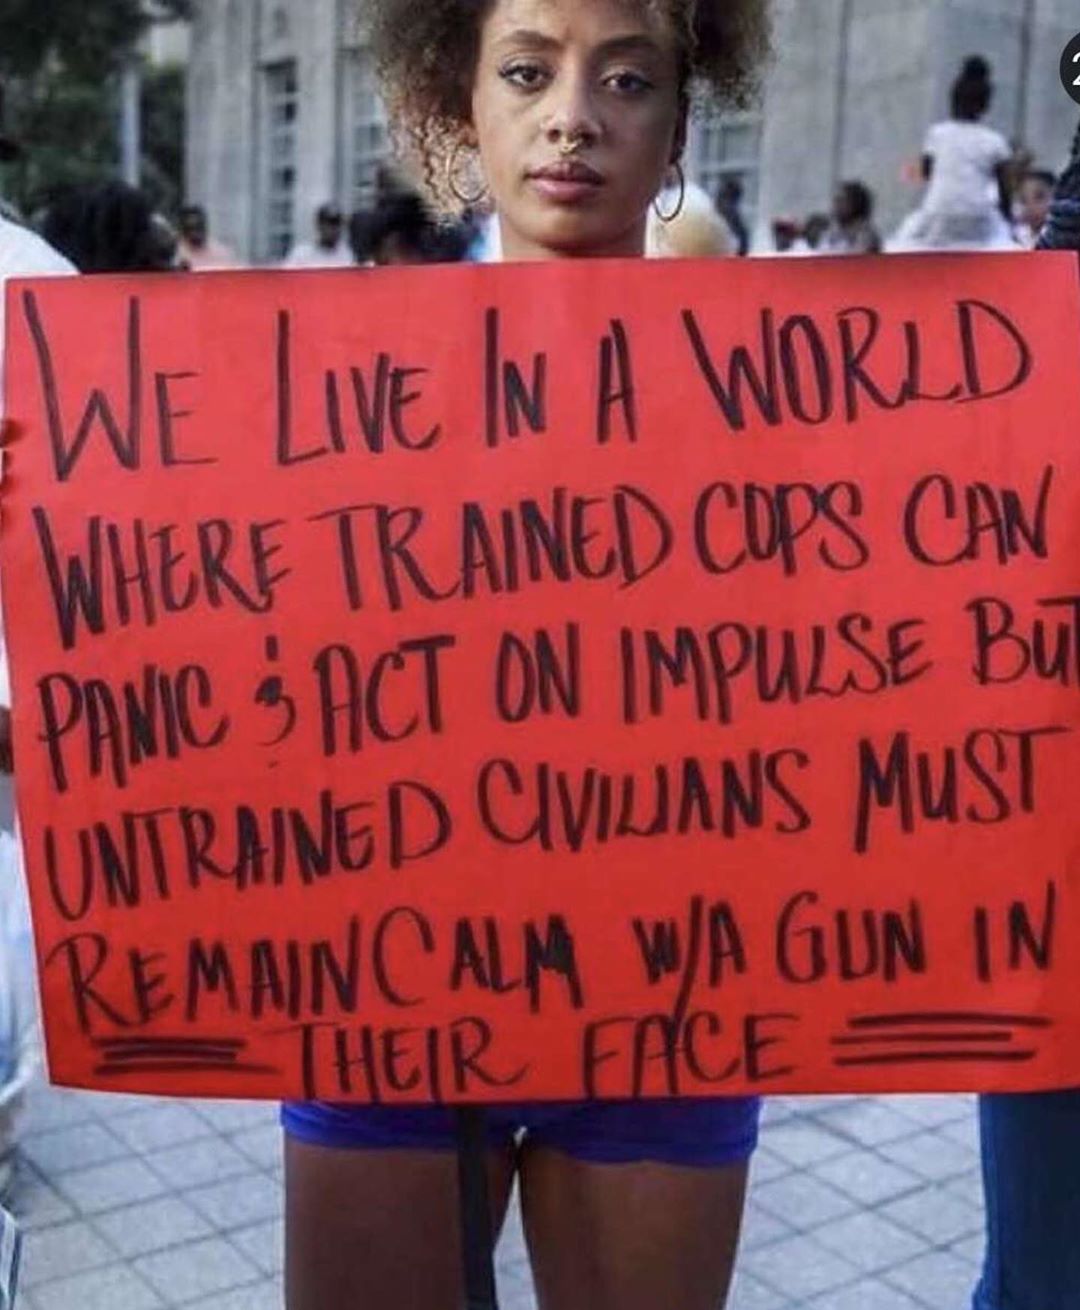 WE LIVE IN A WORLD
WHERE TRAINED COPS CAN
PANIC & ACT ON IMPULSE BUT
UNTRAINED CIVILIANS MUST
REMAIN CALM W/A GUN IN
THEIR FACE